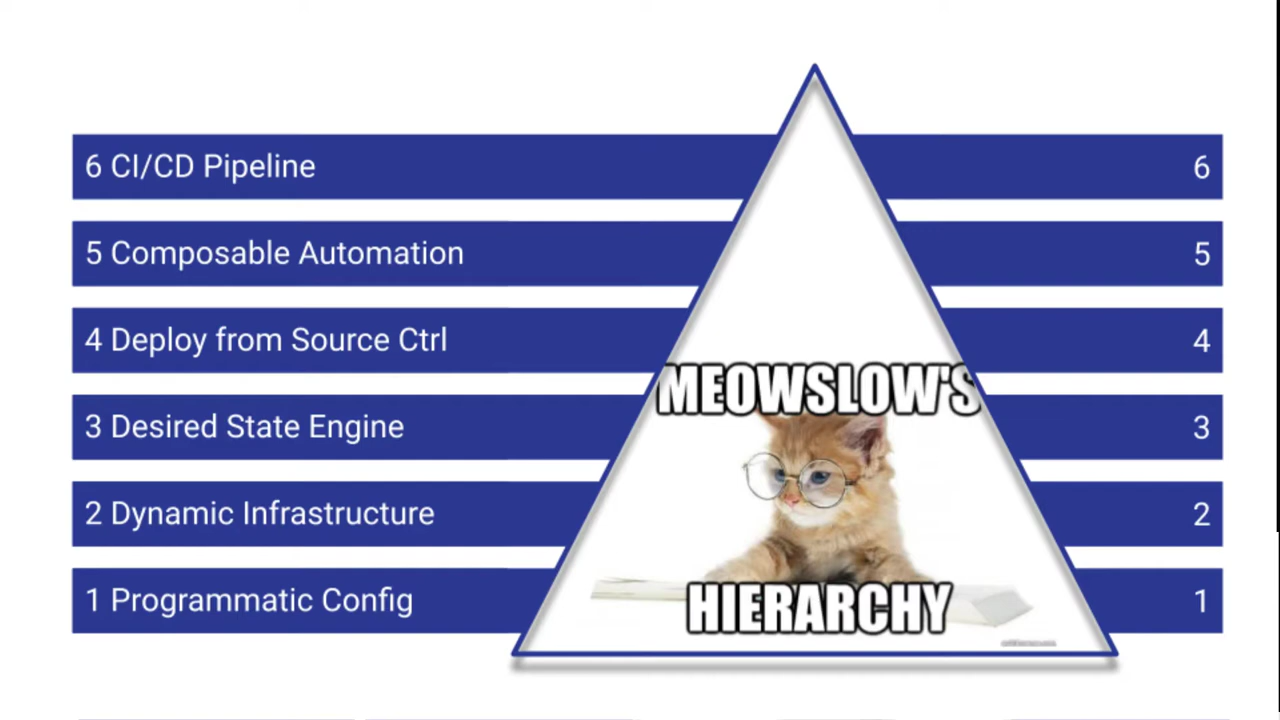 6 CI/CD Pipeline
6
5 Composable Automation
5
4 Deploy from Source Ctrl
4
MEOWSLOW'S
3 Desired State Engine
3
2 Dynamic Infrastructure
2
1 Programmatic Config
HIERARCHY
1